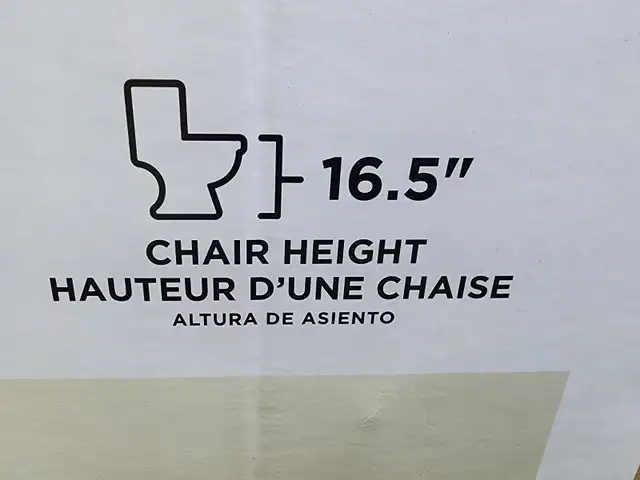 16.5"
CHAIR HEIGHT
HAUTEUR D'UNE CHAISE
ALTURA DE ASIENTO